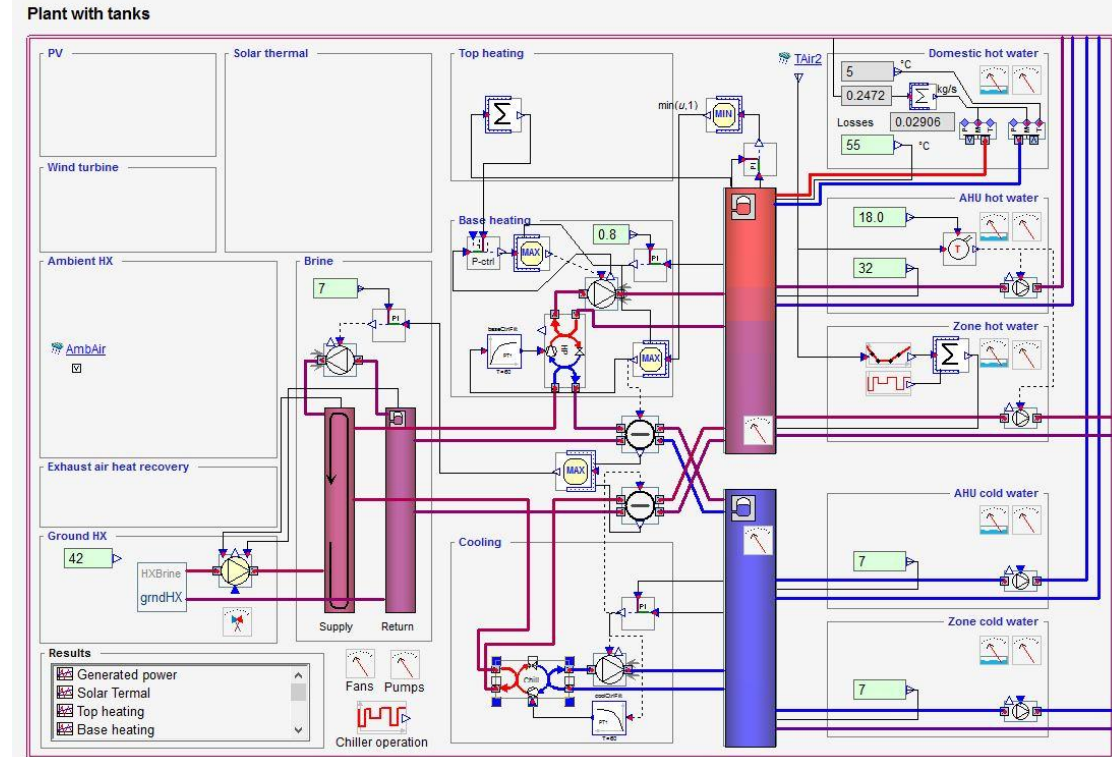 Plant with tanks
PV
Solar thermal
Top heating
TAir2
Domestic hot water
5
°C
0.2472
Σ
kg/s
min(u,1)
MIN
Σ
Losses
0.02906
55
°C
P M T
P M T
PI
Wind turbine
AHU hot water
18.0
T
32
Base heating
0.8
P-ctrl
MAX
PI
Ambient HX
Brine
7
PI
HP
PT1
T=60
MAX
Zone hot water
Σ
AmbAir
Exhaust air heat recovery
MAX
AHU cold water
7
Ground HX
42
HXBrine
grndHX
Cooling
PI
Supply
Return
Zone cold water
7
Chill
PT1
T=60
Results
Generated power
Solar Termal
Top heating
Base heating
Fans
Pumps
Chiller operation